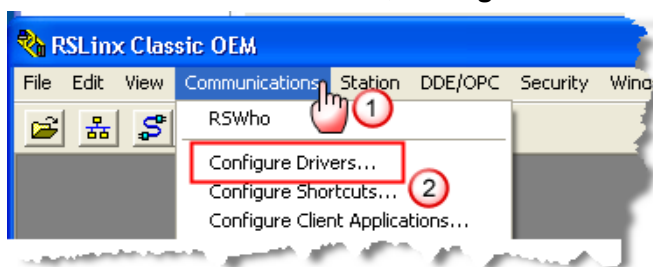 RSLinx Classic OEM
File Edit View Communications Station DDE/OPC Security
RSWho
1
Configure Drivers...
Configure Shortcuts...
2
Configure Client Applications...